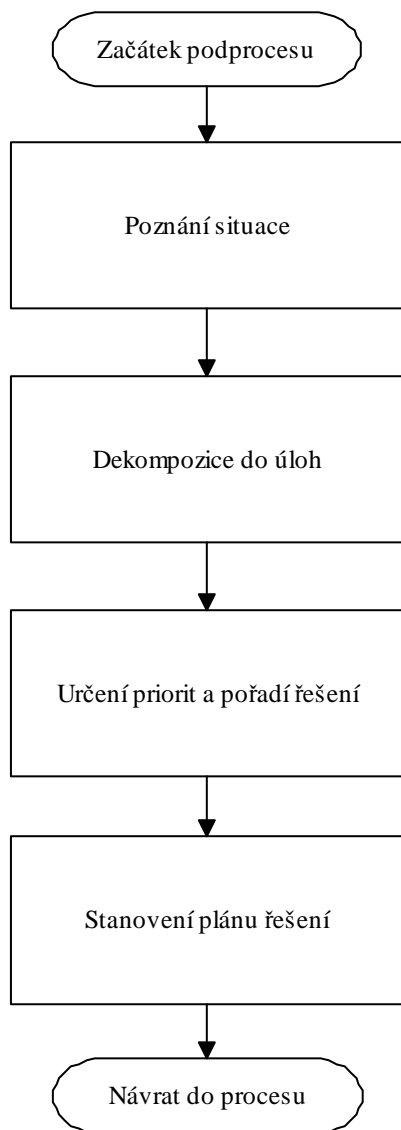 Začátek podprocesu
Poznání situace
Dekompozice do úloh
Určení priorit a pořadí řešení
Stanovení plánu řešení
Návrat do procesu